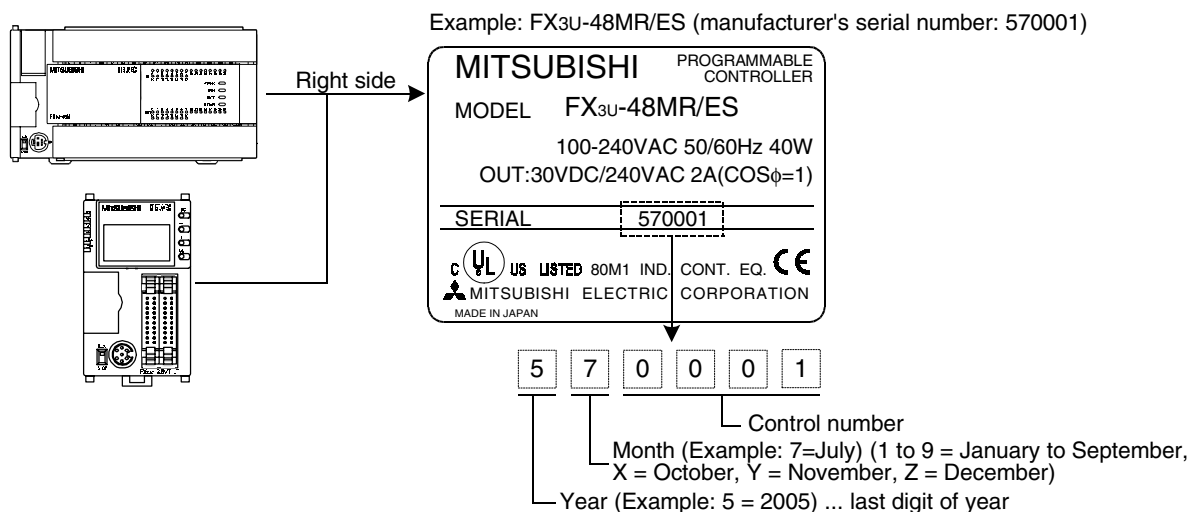 Example: FX3U-48MR/ES (manufacturer's serial number: 570001)
MITSUBISHI
PROGRAMMABLE
CONTROLLER
Right side
MODEL FX3U-48MR/ES
100-240VAC 50/60Hz 40W
OUT:30VDC/240VAC 2A(COSϕ=1)
SERIAL 570001
C UL US LISTED 80M1 IND. CONT. EQ. CE
MITSUBISHI ELECTRIC CORPORATION
MADE IN JAPAN
MITSUBISHI
MITSUBISHI
5 7 0 0 0 1
Control number
Month (Example: 7=July) (1 to 9 = January to September,
X = October, Y = November, Z = December)
Year (Example: 5 = 2005) ... last digit of year